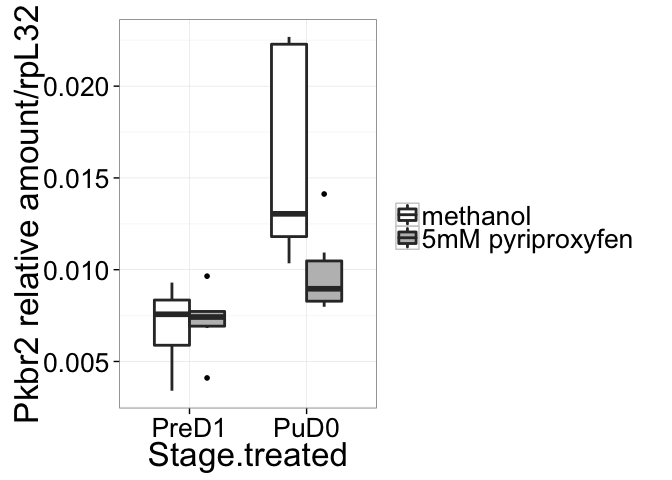 Pkbr2 relative amount/rpL32
0.020
0.015
0.010
0.005
PreD1 PuD0
Stage.treated
methanol
5mM pyriproxyfen